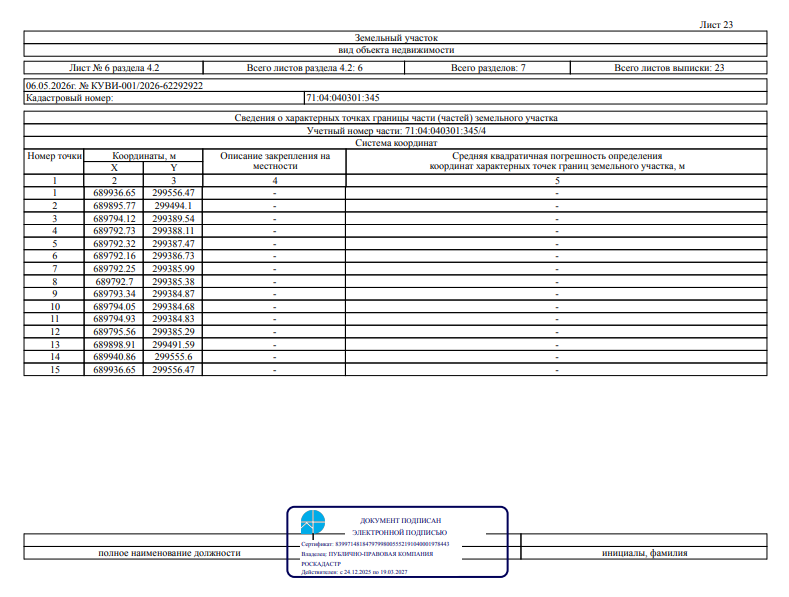 Лист 23
Земельный участок
вид объекта недвижимости
Лист № 6 раздела 4.2 Всего листов раздела 4.2: 6 Всего разделов: 7 Всего листов выписки: 23
06.05.2026г. № КУВИ-001/2026-62292922
Кадастровый номер: 71:04:040301:345
Сведения о характерных точках границы части (частей) земельного участка
Учетный номер части: 71:04:040301:345/4
Система координат
Номер точки Координаты, м Описание закрепления на местности Средняя квадратичная погрешность определения координат характерных точек границ земельного участка, м
X Y
1 2 3 4 5
1 689936.65 299556.47 - -
2 689895.77 299494.1 - -
3 689794.12 299389.54 - -
4 689792.73 299388.11 - -
5 689792.32 299387.47 - -
6 689792.16 299386.73 - -
7 689792.25 299385.99 - -
8 689792.7 299385.38 - -
9 689793.34 299384.87 - -
10 689794.05 299384.68 - -
11 689794.93 299384.83 - -
12 689795.56 299385.29 - -
13 689898.91 299491.59 - -
14 689940.86 299555.6 - -
15 689936.65 299556.47 - -
ДОКУМЕНТ ПОДПИСАН
ЭЛЕКТРОННОЙ ПОДПИСЬЮ
Сертификат:
Владелец: ПУБЛИЧНО-ПРАВОВАЯ КОМПАНИЯ
РОСКАДАСТР
Действителен: с 24.12.2025 по 19.03.2027
полное наименование должности инициалы, фамилия